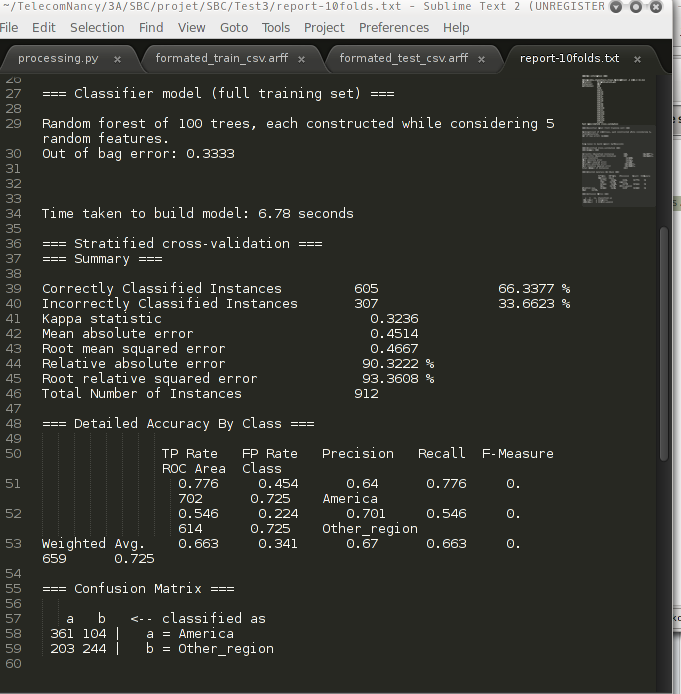 ~/TelecomNancy/3A/SBC/projet/SBC/Test3/report-10folds.txt - Sublime Text 2 (UNREGISTER
File Edit Selection Find View Goto Tools Project Preferences Help
processing.py × formated_train_csv.arff × formated_test_csv.arff × report-10folds.txt ×
26
27 === Classifier model (full training set) ===
28
29 Random forest of 100 trees, each constructed while considering 5
random features.
30 Out of bag error: 0.3333
31
32
33
34 Time taken to build model: 6.78 seconds
35
36 === Stratified cross-validation ===
37 === Summary ===
38
39 Correctly Classified Instances 605 66.3377 %
40 Incorrectly Classified Instances 307 33.6623 %
41 Kappa statistic 0.3236
42 Mean absolute error 0.4514
43 Root mean squared error 0.4667
44 Relative absolute error 90.3222 %
45 Root relative squared error 93.3608 %
46 Total Number of Instances 912
47
48 === Detailed Accuracy By Class ===
49
50 TP Rate FP Rate Precision Recall F-Measure
ROC Area Class
51 0.776 0.454 0.64 0.776 0.
702 0.725 America
52 0.546 0.224 0.701 0.546 0.
614 0.725 Other_region
53 Weighted Avg. 0.663 0.341 0.67 0.663 0.
659 0.725
54
55 === Confusion Matrix ===
56
57 a b <-- classified as
58 361 104 | a = America
59 203 244 | b = Other_region
60